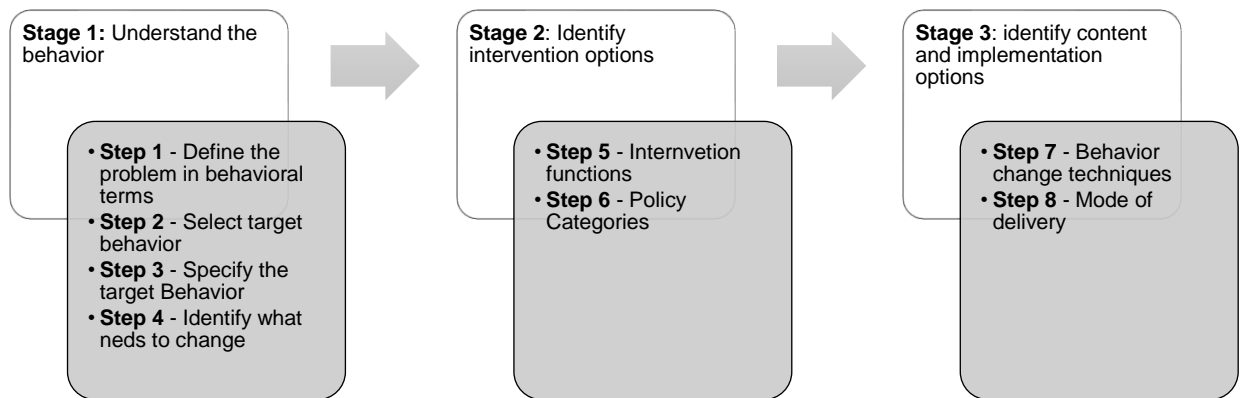 Stage 1: Understand the
behavior
• Step 1 - Define the
problem in behavioral
terms
• Step 2 - Select target
behavior
• Step 3 - Specify the
target Behavior
• Step 4 - Identify what
neds to change
Stage 2: Identify
intervention options
• Step 5 - Internvetion
functions
• Step 6 - Policy
Categories
Stage 3: identify content
and implementation
options
• Step 7 - Behavior
change techniques
• Step 8 - Mode of
delivery